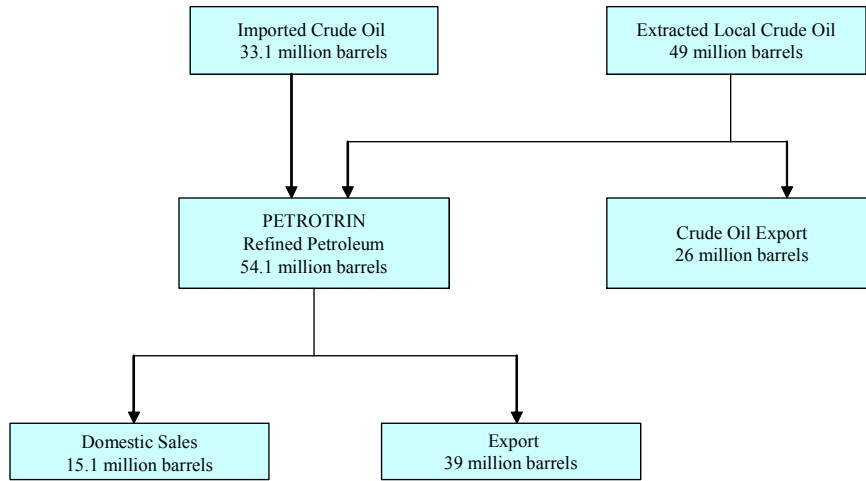 Imported Crude Oil
33.1 million barrels
Extracted Local Crude Oil
49 million barrels
PETROTRIN
Refined Petroleum
54.1 million barrels
Crude Oil Export
26 million barrels
Domestic Sales
15.1 million barrels
Export
39 million barrels